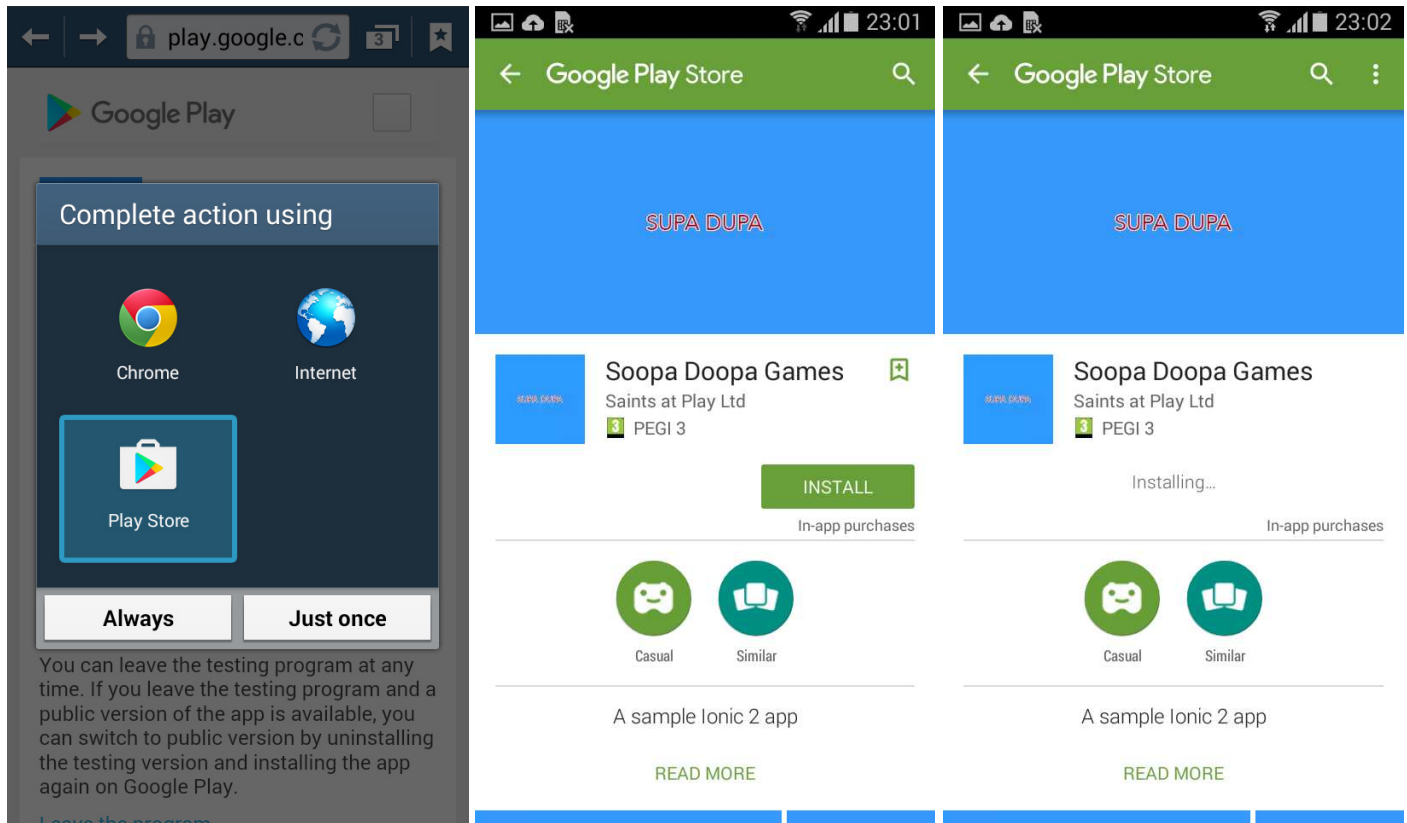 play.google.c
3
Google Play
Complete action using
Chrome
Internet
Play Store
Always
Just once
You can leave the testing program at any
time. If you leave the testing program and a
public version of the app is available, you
can switch to public version by uninstalling
the testing version and installing the app
again on Google Play.
Leave the program
23:01
Google Play Store
SUPA DUPA
SUPA DUPA
Soopa Doopa Games
Saints at Play Ltd
3 PEGI 3
INSTALL
In-app purchases
Casual
Similar
A sample Ionic 2 app
READ MORE
23:02
Google Play Store
SUPA DUPA
SUPA DUPA
Soopa Doopa Games
Saints at Play Ltd
3 PEGI 3
Installing...
In-app purchases
Casual
Similar
A sample Ionic 2 app
READ MORE